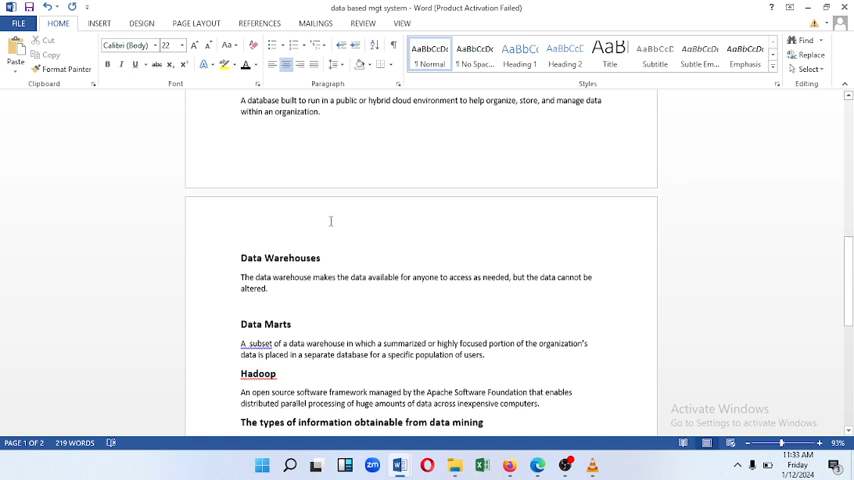 data based mgt system - Word (Product Activation Failed)
FILE HOME INSERT DESIGN PAGE LAYOUT REFERENCES MAILINGS REVIEW VIEW
Paste
Cut
Copy
Format Painter
Calibri (Body) 22
AaBbCcDc AaBbCcDc AaBbCc AaBbCc AaBl AaBbCcD AaBbCcDc AaBbCcDc
¶ Normal ¶ No Spac... Heading 1 Heading 2 Title Subtitle Subtle Em... Emphasis
Find
Replace
Select
Clipboard Font Paragraph Styles Editing
A database built to run in a public or hybrid cloud environment to help organize, store, and manage data
within an organization.
Data Warehouses
The data warehouse makes the data available for anyone to access as needed, but the data cannot be
altered.
Data Marts
A subset of a data warehouse in which a summarized or highly focused portion of the organization's
data is placed in a separate database for a specific population of users.
Hadoop
An open source software framework managed by the Apache Software Foundation that enables
distributed parallel processing of huge amounts of data across inexpensive computers.
The types of information obtainable from data mining
Activate Windows
Go to Settings to activate Windows.
PAGE 1 OF 2 219 WORDS 93%
11:33 AM
Friday
1/12/2024